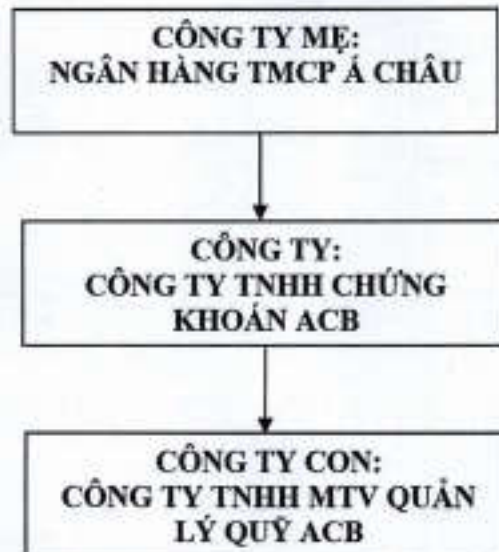 CÔNG TY MẸ:
NGÂN HÀNG TMCP Á CHÂU
CÔNG TY:
CÔNG TY TNHH CHỨNG
KHOÁN ACB
CÔNG TY CON:
CÔNG TY TNHH MTV QUẢN
LÝ QUỸ ACB